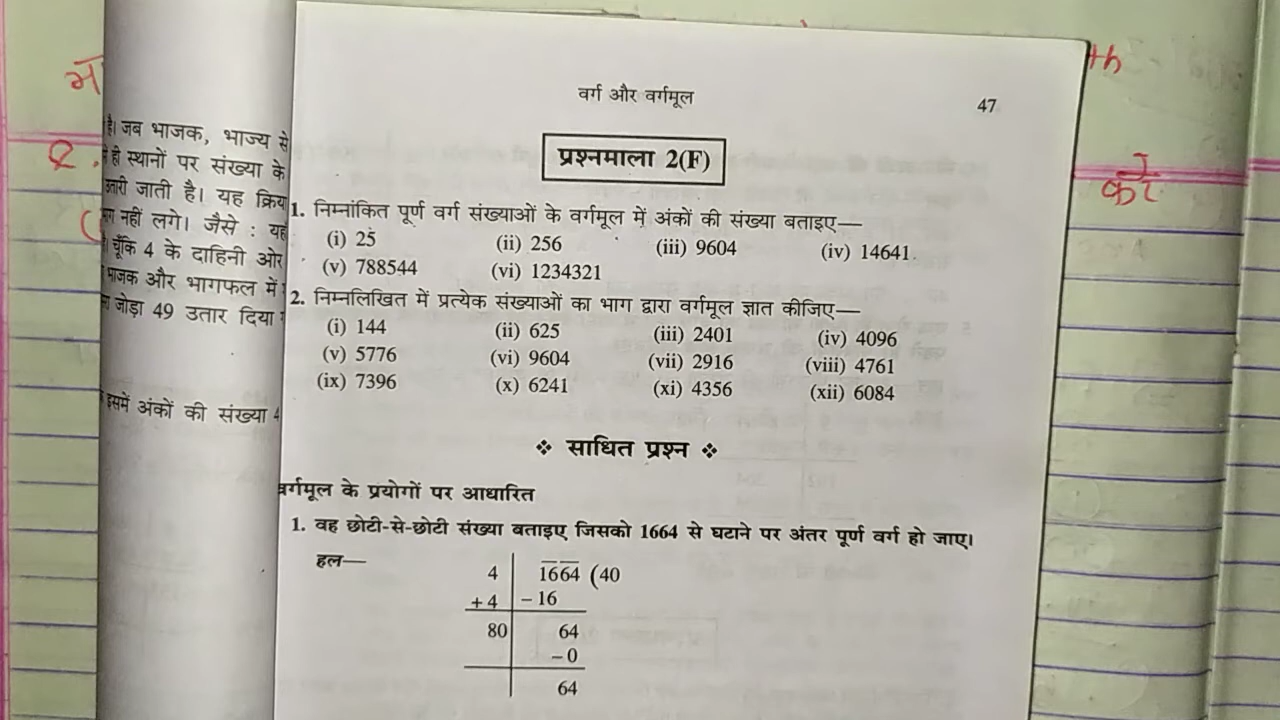 वर्ग और वर्गमूल
47
प्रश्नमाला 2(F)
1. निम्नांकित पूर्ण वर्ग संख्याओं के वर्गमूल में अंकों की संख्या बताइए—
(i) 25 (ii) 256 (iii) 9604 (iv) 14641
(v) 788544 (vi) 1234321
2. निम्नलिखित में प्रत्येक संख्याओं का भाग द्वारा वर्गमूल ज्ञात कीजिए—
(i) 144 (ii) 625 (iii) 2401 (iv) 4096
(v) 5776 (vi) 9604 (vii) 2916 (viii) 4761
(ix) 7396 (x) 6241 (xi) 4356 (xii) 6084
❖ साधित प्रश्न ❖
वर्गमूल के प्रयोगों पर आधारित
1. वह छोटी-से-छोटी संख्या बताइए जिसको 1664 से घटाने पर अंतर पूर्ण वर्ग हो जाए।
हल—
4 1664 (40
+4 −16
80 64
−0
64
है। जब भाजक, भाज्य से
ही स्थानों पर संख्या के
उतारी जाती है। यह
नहीं लगे। जैसे :
चूँकि 4 के दाहिनी ओर
भाजक और भागफल में
जोड़ा 49 उतार दिया
इसमें अंकों की संख्या 4